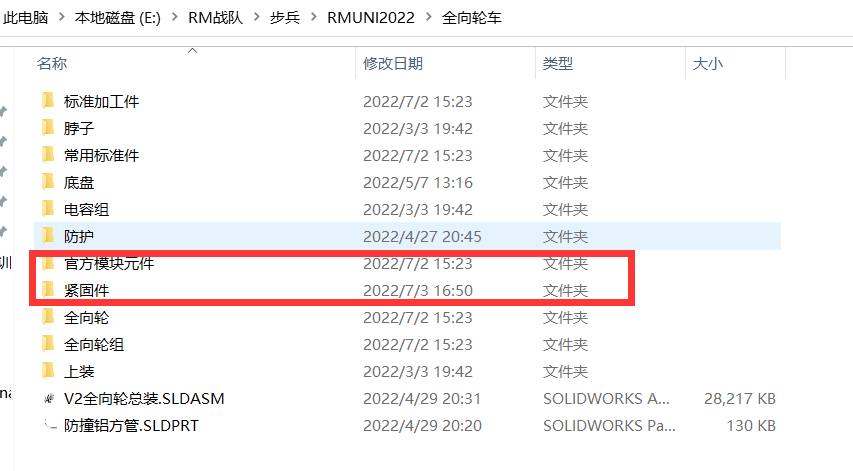 此电脑 > 本地磁盘 (E:) > RM战队 > 步兵 > RMUNI2022 > 全向轮车
名称 修改日期 类型 大小
标准加工件 2022/7/2 15:23 文件夹
脖子 2022/3/3 19:42 文件夹
常用标准件 2022/7/2 15:23 文件夹
底盘 2022/5/7 13:16 文件夹
电容组 2022/3/3 19:42 文件夹
防护 2022/4/27 20:45 文件夹
官方模块元件 2022/7/2 15:23 文件夹
紧固件 2022/7/3 16:50 文件夹
全向轮 2022/7/2 15:23 文件夹
全向轮组 2022/7/2 15:23 文件夹
上装 2022/3/3 19:42 文件夹
V2全向轮总装.SLDASM 2022/4/29 20:31 SOLIDWORKS A... 28,217 KB
防撞铝方管.SLDPRT 2022/4/29 20:20 SOLIDWORKS Pa... 130 KB